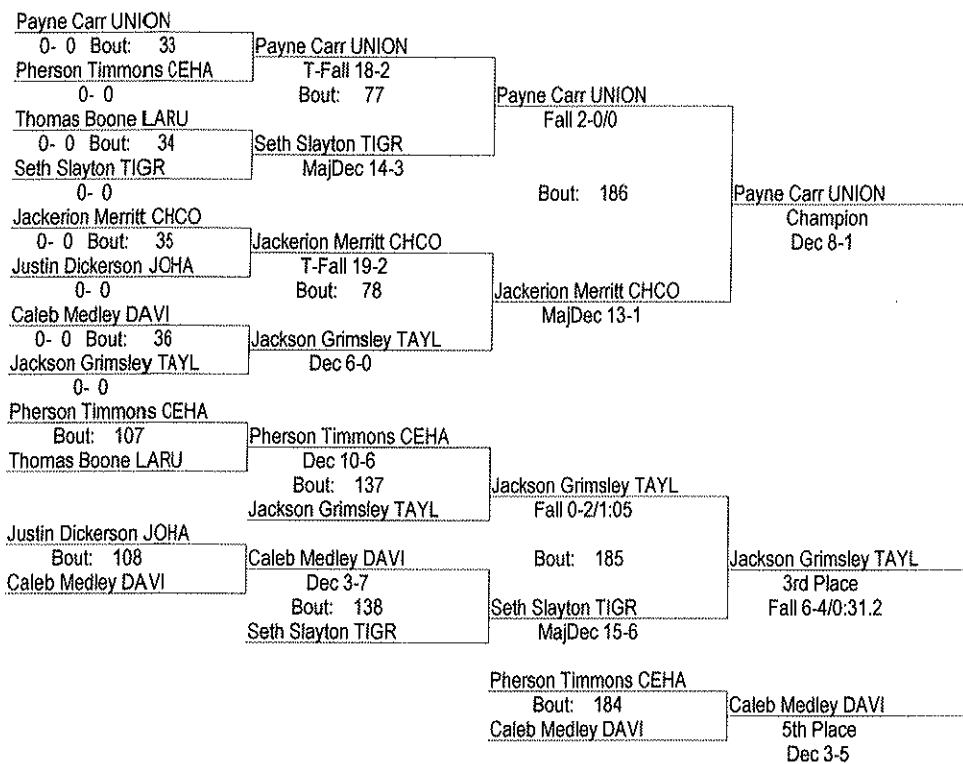 Payne Carr UNION
0- 0 Bout: 33
Pherson Timmons CEHA
0- 0
Thomas Boone LARU
0- 0 Bout: 34
Seth Slayton TIGR
0- 0
Jackerion Merritt CHCO
0- 0 Bout: 35
Justin Dickerson JOHA
0- 0
Caleb Medley DAVI
0- 0 Bout: 36
Jackson Grimsley TAYL
0- 0
Payne Carr UNION
T-Fall 18-2
Bout: 77
Seth Slayton TIGR
MajDec 14-3
Jackerion Merritt CHCO
T-Fall 19-2
Bout: 78
Jackson Grimsley TAYL
Dec 6-0
Payne Carr UNION
Fall 2-0/0
Bout: 186
Jackerion Merritt CHCO
MajDec 13-1
Payne Carr UNION
Champion
Dec 8-1
Pherson Timmons CEHA
Bout: 107
Thomas Boone LARU
Justin Dickerson JOHA
Bout: 108
Caleb Medley DAVI
Pherson Timmons CEHA
Dec 10-6
Bout: 137
Jackson Grimsley TAYL
Caleb Medley DAVI
Dec 3-7
Bout: 138
Seth Slayton TIGR
Jackson Grimsley TAYL
Fall 0-2/1:05
Bout: 185
Seth Slayton TIGR
MajDec 15-6
Jackson Grimsley TAYL
3rd Place
Fall 6-4/0:31.2
Pherson Timmons CEHA
Bout: 184
Caleb Medley DAVI
Caleb Medley DAVI
5th Place
Dec 3-5